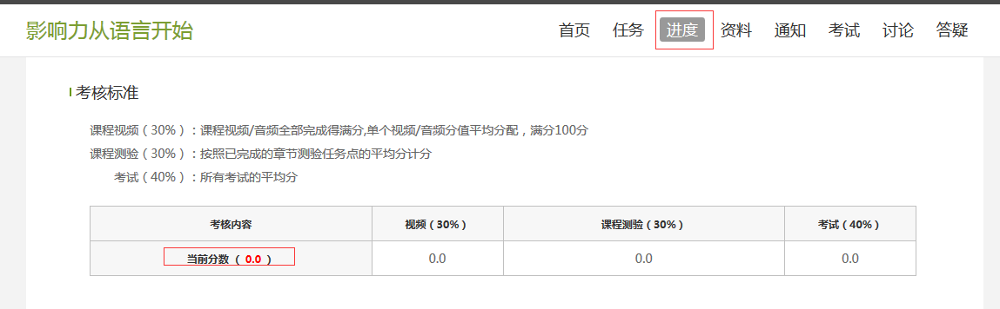 影响力从语言开始 首页 任务 进度 资料 通知 考试 讨论 答疑
考核标准
课程视频（30%）：课程视频/音频全部完成得满分,单个视频/音频分值平均分配，满分100分
课程测验（30%）：按照已完成的章节测验任务点的平均分计分
考试（40%）：所有考试的平均分
考核内容 视频（30%） 课程测验（30%） 考试（40%）
当前分数（ 0.0 ） 0.0 0.0 0.0